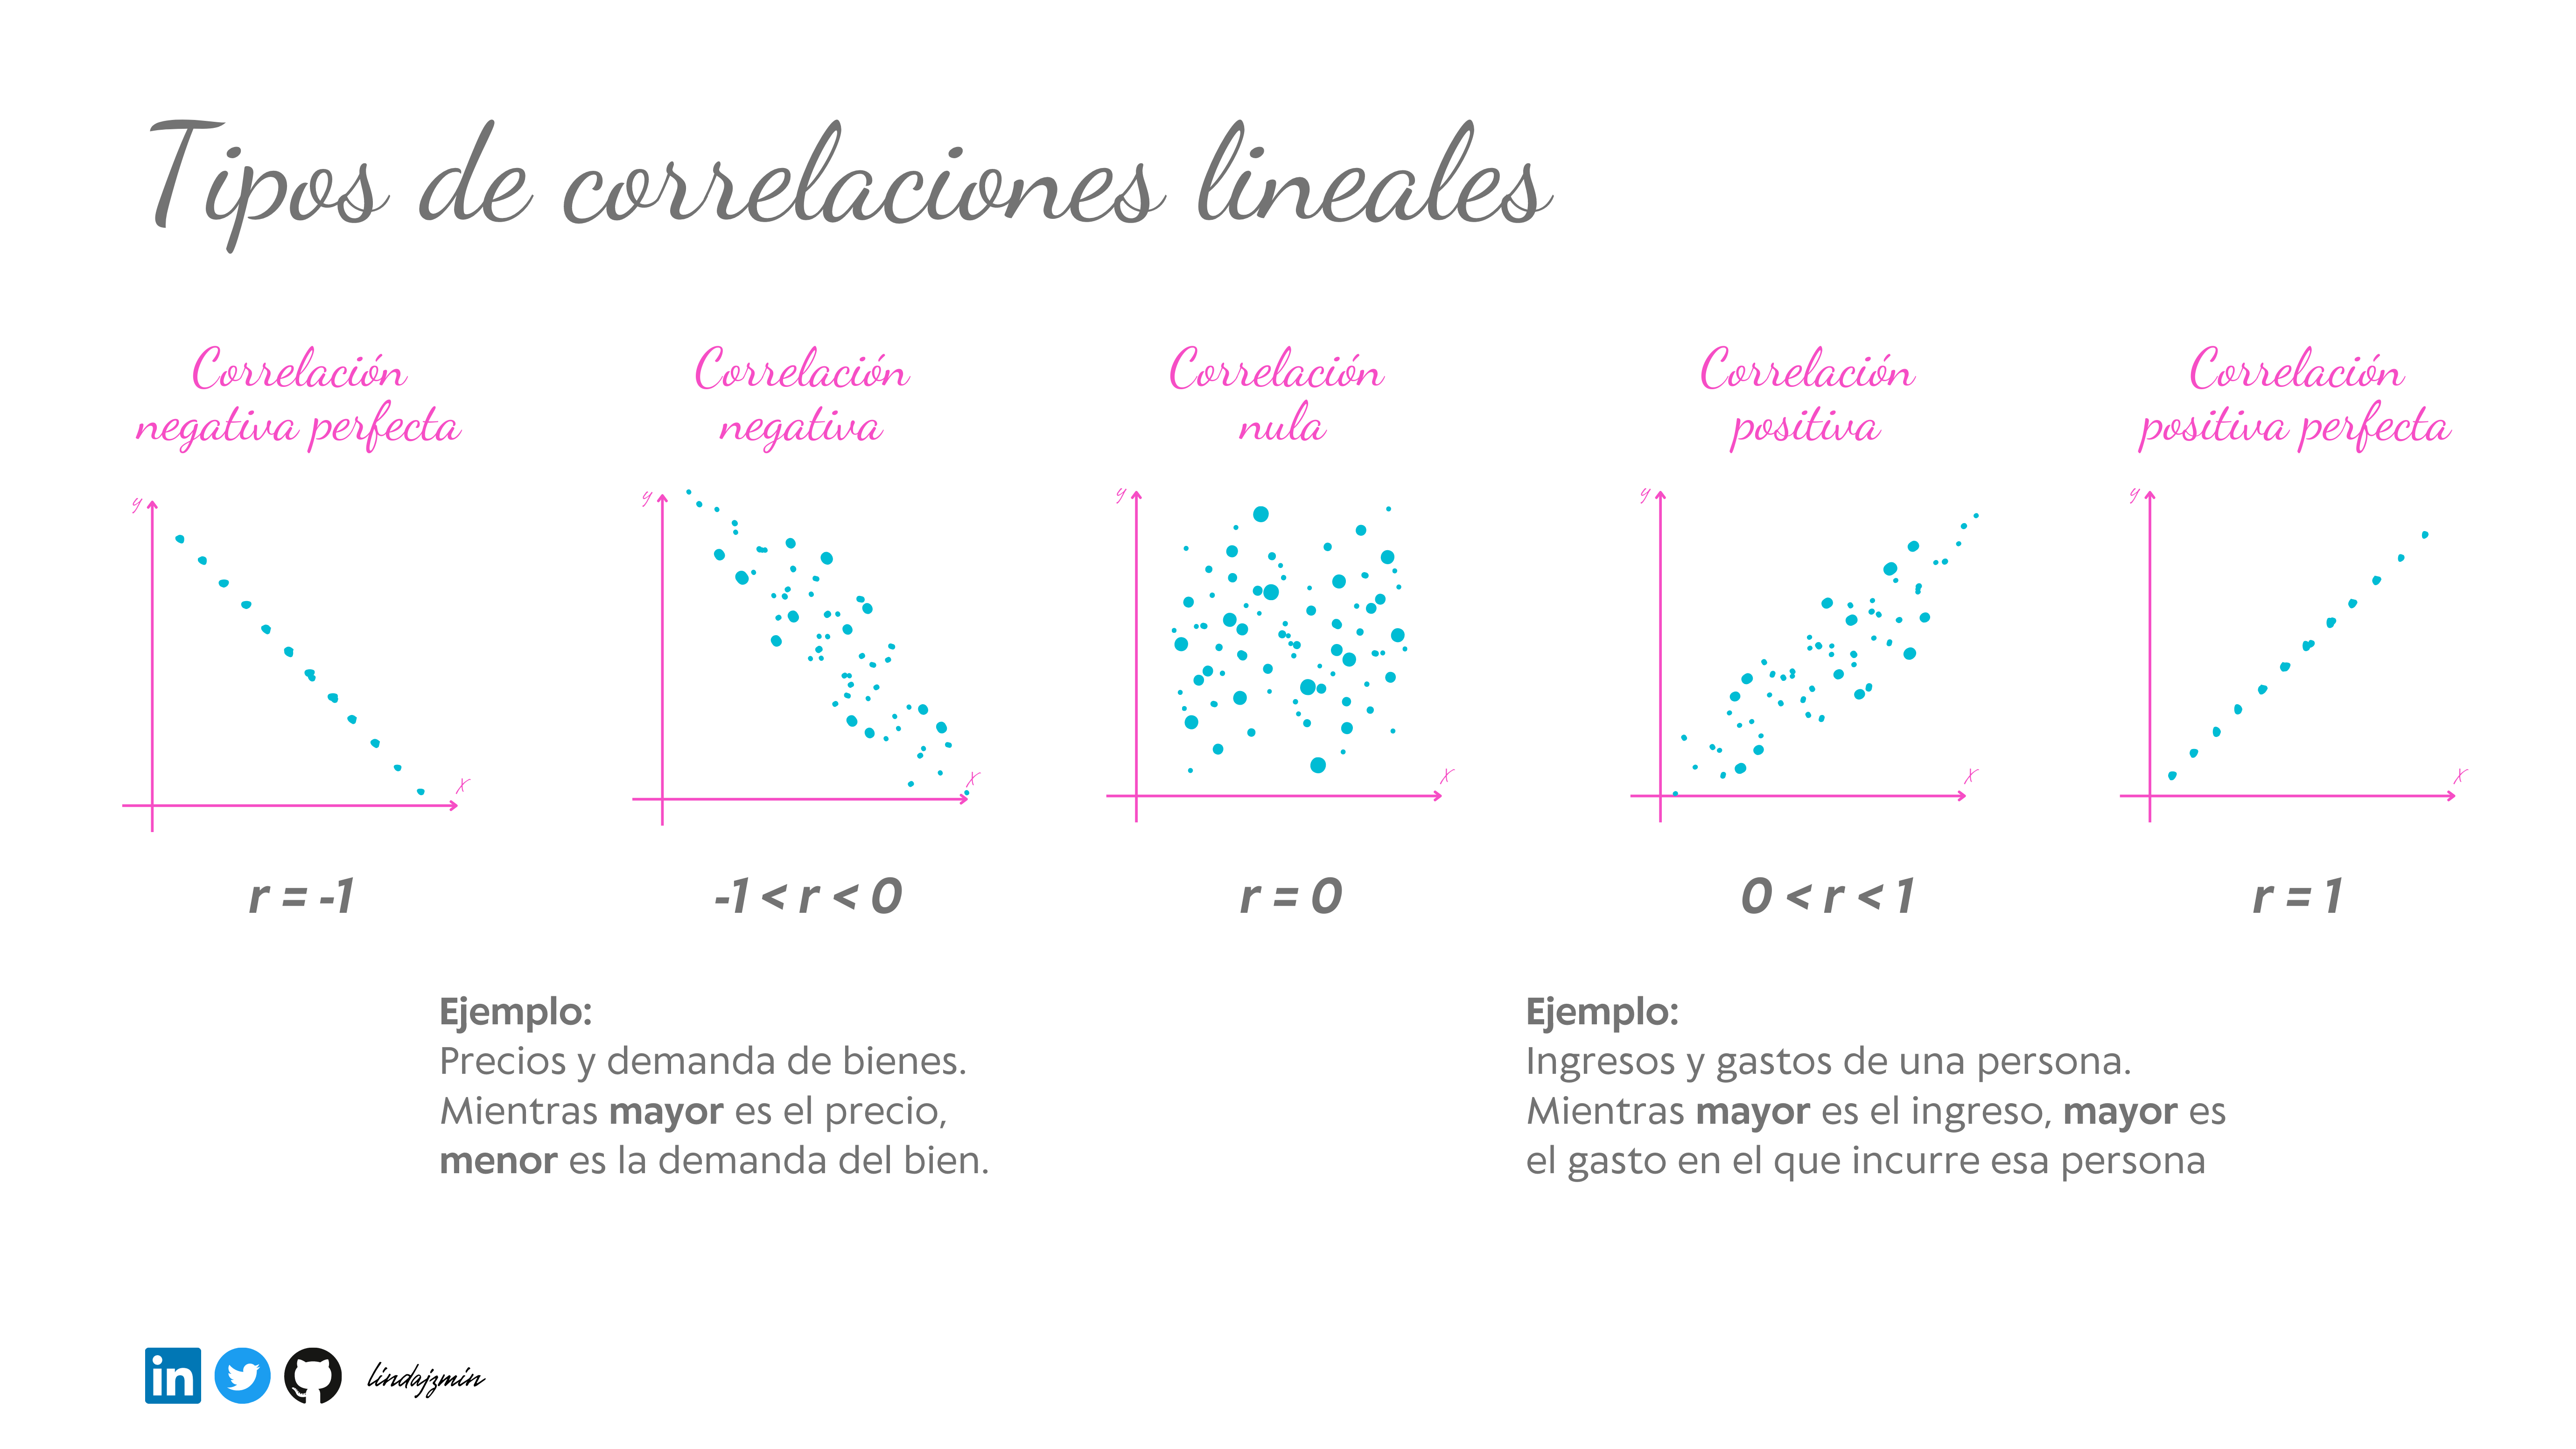 Tipos de correlaciones lineales
Correlación
negativa perfecta
Correlación
negativa
Correlación
nula
Correlación
positiva
Correlación
positiva perfecta
y
x
y
x
y
x
y
x
y
x
r = -1
-1 < r < 0
r = 0
0 < r < 1
r = 1
Ejemplo:
Precios y demanda de bienes.
Mientras mayor es el precio,
menor es la demanda del bien.
Ejemplo:
Ingresos y gastos de una persona.
Mientras mayor es el ingreso, mayor es
el gasto en el que incurre esa persona
in
lindajzmin